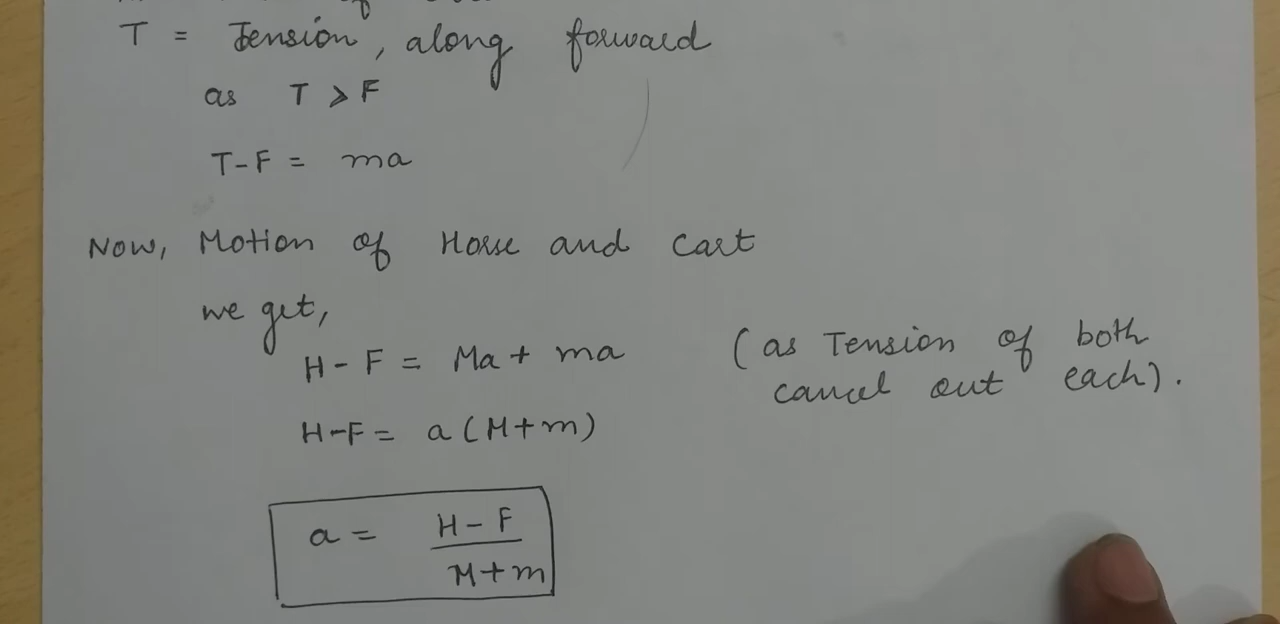 T = Tension, along forward
as T > F
T-F = ma
Now, Motion of Horse and cart
we get,
H - F = Ma + ma (as Tension of both
cancel out each).
H-F = a(M+m)
a = H - F
M+m